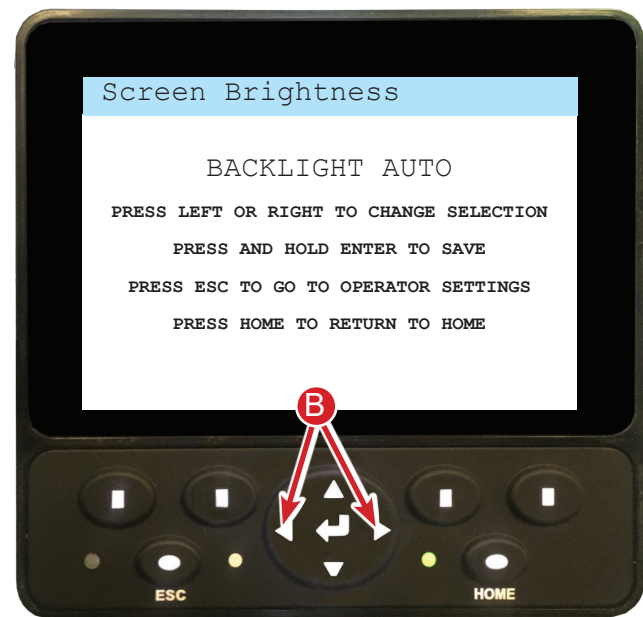 Screen Brightness
BACKLIGHT AUTO
PRESS LEFT OR RIGHT TO CHANGE SELECTION
PRESS AND HOLD ENTER TO SAVE
PRESS ESC TO GO TO OPERATOR SETTINGS
PRESS HOME TO RETURN TO HOME
B
ESC
HOME